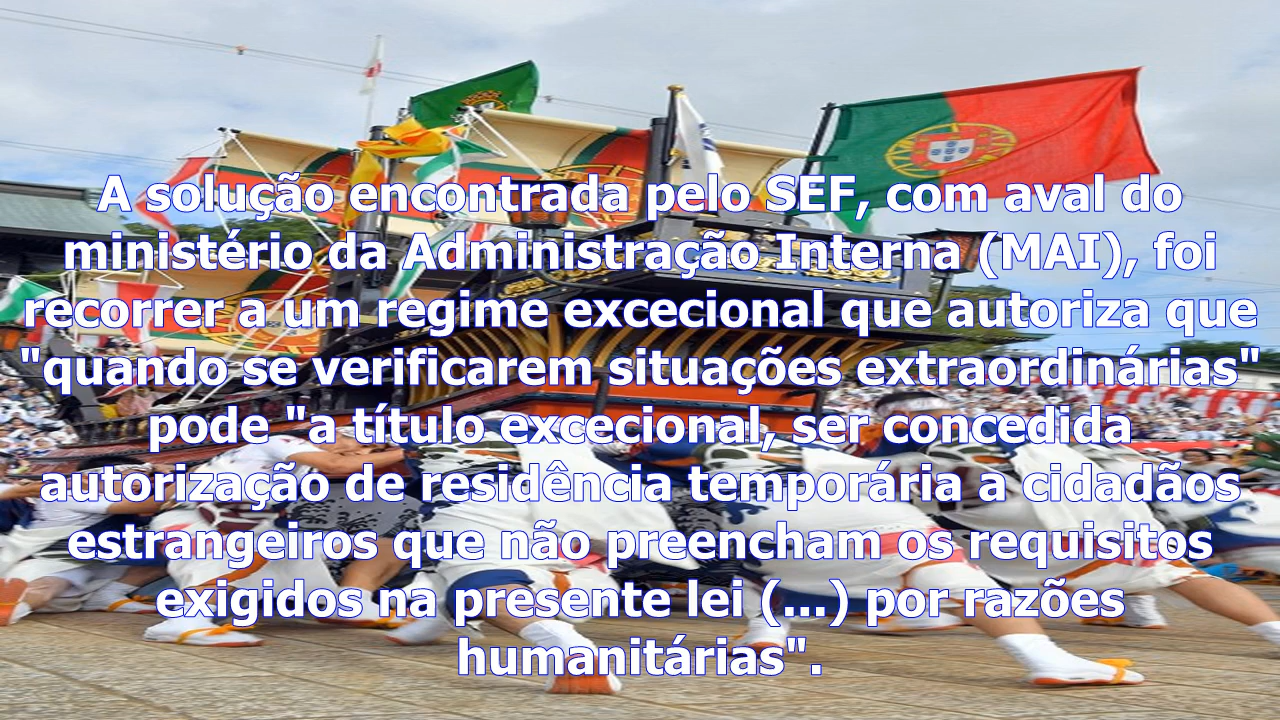 A solução encontrada pelo SEF, com aval do
ministério da Administração Interna (MAI), foi
recorrer a um regime excecional que autoriza que
"quando se verificarem situações extraordinárias"
pode "a título excecional, ser concedida
autorização de residência temporária a cidadãos
estrangeiros que não preencham os requisitos
exigidos na presente lei (...) por razões
humanitárias".